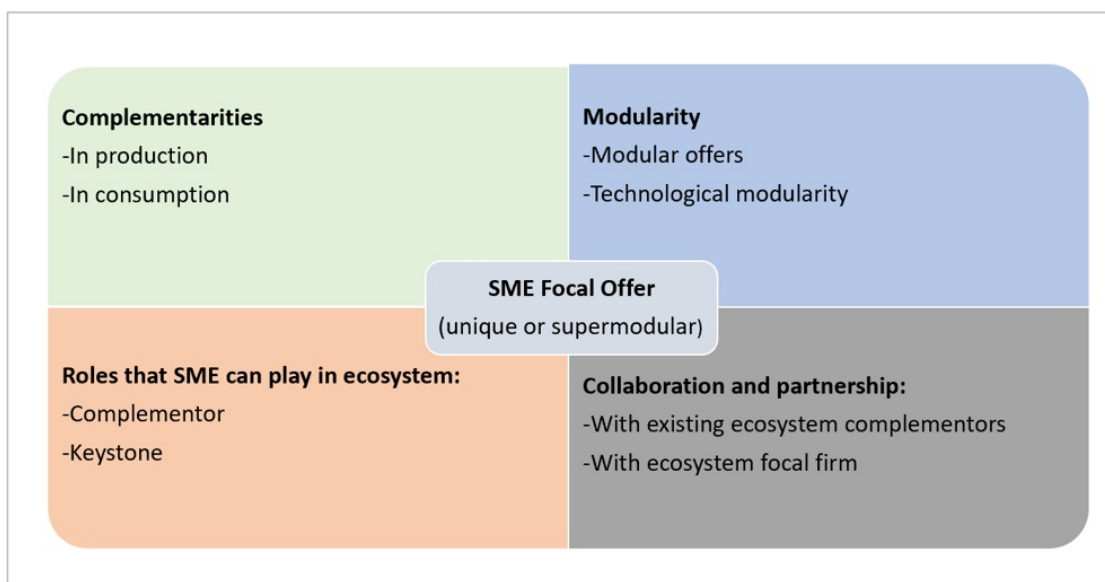 Complementarities
-In production
-In consumption
Modularity
-Modular offers
-Technological modularity
SME Focal Offer
(unique or supermodular)
Roles that SME can play in ecosystem:
-Complementor
-Keystone
Collaboration and partnership:
-With existing ecosystem complementors
-With ecosystem focal firm